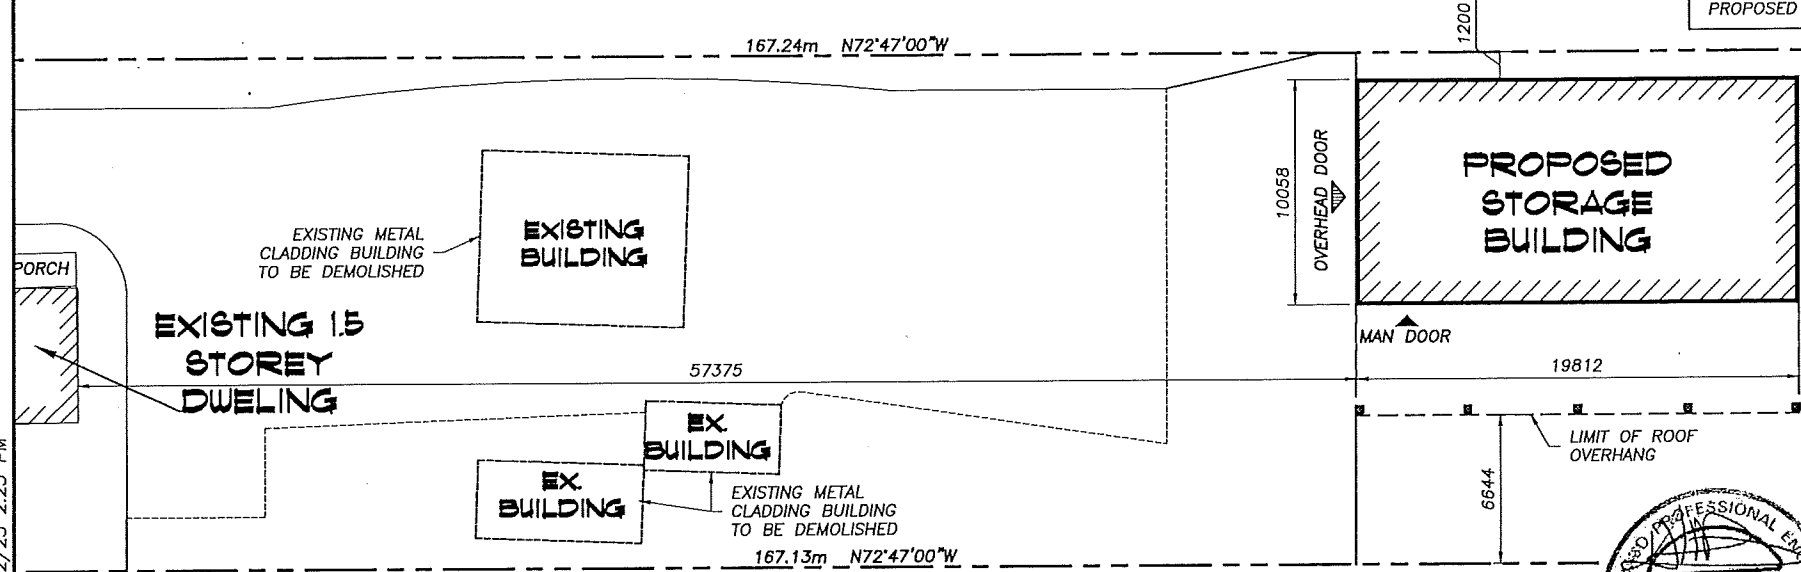 PROPOSED
1200
167.24m N72°47'00"W
10058
OVERHEAD DOOR
PROPOSED
STORAGE
BUILDING
EXISTING METAL
CLADDING BUILDING
TO BE DEMOLISHED
EXISTING
BUILDING
PORCH
EXISTING 1.5
STOREY
DWELING
MAN DOOR
57375
19812
EX.
BUILDING
EX.
BUILDING
EXISTING METAL
CLADDING BUILDING
TO BE DEMOLISHED
LIMIT OF ROOF
OVERHANG
6644
167.13m N72°47'00"W
PROFESSIONAL